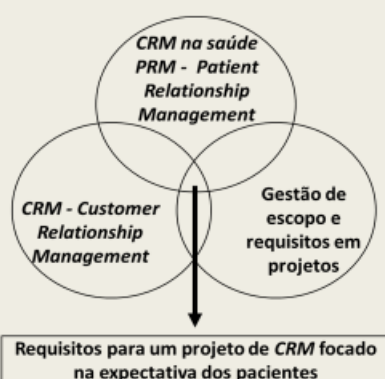 CRM na saúde
PRM - Patient
Relationship
Management
CRM - Customer
Relationship
Management
Gestão de
escopo e
requisitos em
projetos
Requisitos para um projeto de CRM focado
na expectativa dos pacientes